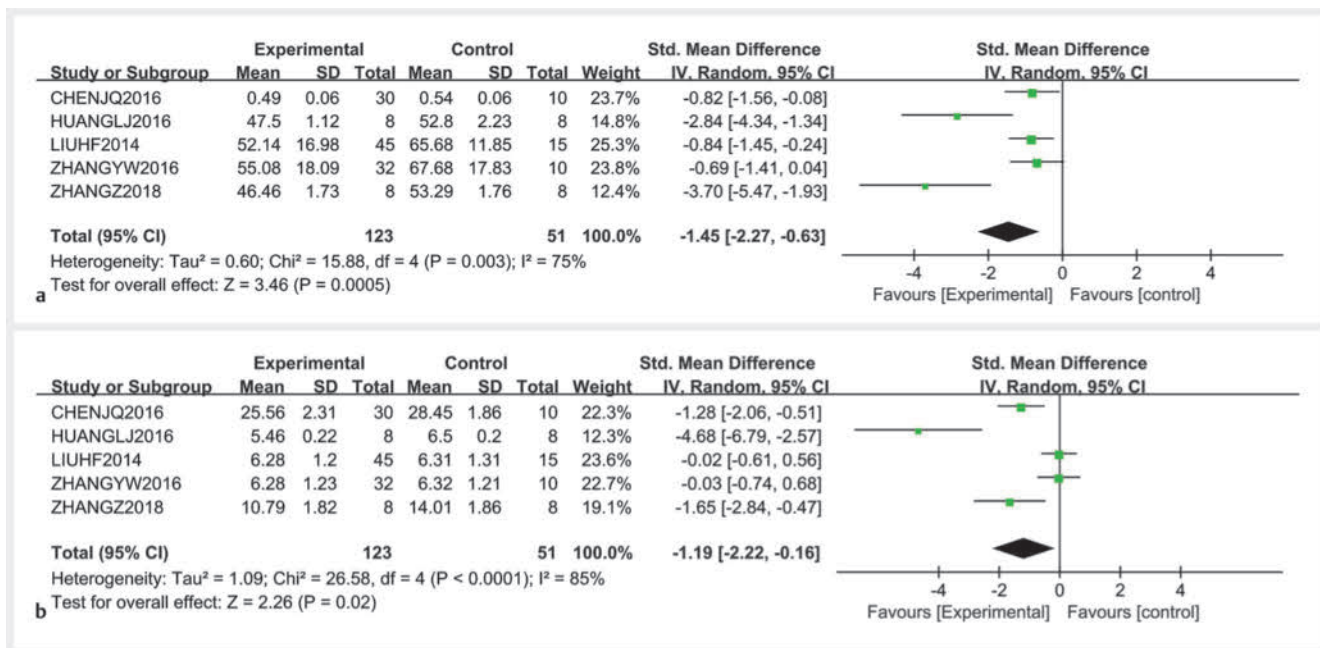 Experimental Control Std. Mean Difference Std. Mean Difference
Study or Subgroup Mean SD Total Mean SD Total Weight IV, Random, 95% CI IV, Random, 95% CI
CHENJQ2016 0.49 0.06 30 0.54 0.06 10 23.7% -0.82 [-1.56, -0.08]
HUANGLJ2016 47.5 1.12 8 52.8 2.23 8 14.8% -2.84 [-4.34, -1.34]
LIUHF2014 52.14 16.98 45 65.68 11.85 15 25.3% -0.84 [-1.45, -0.24]
ZHANGYW2016 55.08 18.09 32 67.68 17.83 10 23.8% -0.69 [-1.41, 0.04]
ZHANGZ2018 46.46 1.73 8 53.29 1.76 8 12.4% -3.70 [-5.47, -1.93]
Total (95% CI) 123 51 100.0% -1.45 [-2.27, -0.63]
Heterogeneity: Tau² = 0.60; Chi² = 15.88, df = 4 (P = 0.003); I² = 75%
Test for overall effect: Z = 3.46 (P = 0.0005)
-4 -2 0 2 4
Favours [Experimental] Favours [control]
a
Experimental Control Std. Mean Difference Std. Mean Difference
Study or Subgroup Mean SD Total Mean SD Total Weight IV, Random, 95% CI IV, Random, 95% CI
CHENJQ2016 25.56 2.31 30 28.45 1.86 10 22.3% -1.28 [-2.06, -0.51]
HUANGLJ2016 5.46 0.22 8 6.5 0.2 8 12.3% -4.68 [-6.79, -2.57]
LIUHF2014 6.28 1.2 45 6.31 1.31 15 23.6% -0.02 [-0.61, 0.56]
ZHANGYW2016 6.28 1.23 32 6.32 1.21 10 22.7% -0.03 [-0.74, 0.68]
ZHANGZ2018 10.79 1.82 8 14.01 1.86 8 19.1% -1.65 [-2.84, -0.47]
Total (95% CI) 123 51 100.0% -1.19 [-2.22, -0.16]
Heterogeneity: Tau² = 1.09; Chi² = 26.58, df = 4 (P < 0.0001); I² = 85%
Test for overall effect: Z = 2.26 (P = 0.02)
-4 -2 0 2 4
Favours [Experimental] Favours [control]
b